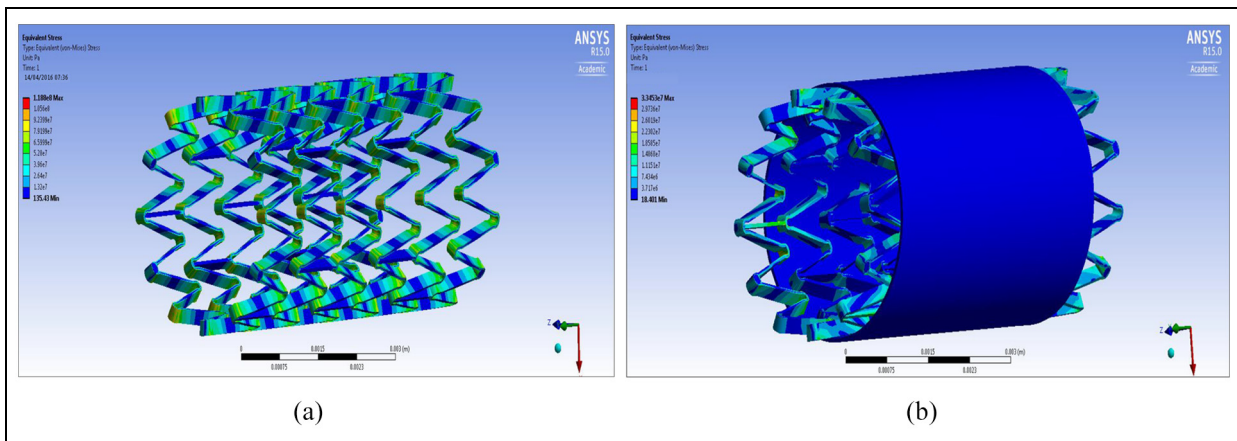 Equivalent Stress
Type: Equivalent (von-Mises) Stress
Unit: Pa
Time: 1
14/04/2016 07:36
1.188e8 Max
1.056e8
9.2399e7
7.9199e7
6.5999e7
5.28e7
3.96e7
2.64e7
1.32e7
135.43 Min
ANSYS
R15.0
Academic
Z
0
0.0015
0.003 (m)
0.00075
0.0023
(a)
Equivalent Stress
Type: Equivalent (von-Mises) Stress
Unit: Pa
Time: 1
3.3453e7 Max
2.9736e7
2.6019e7
2.2302e7
1.8585e7
1.4868e7
1.1151e7
7.434e6
3.717e6
18.401 Min
ANSYS
R15.0
Academic
Z
0
0.0015
0.003 (m)
0.00075
0.0023
(b)